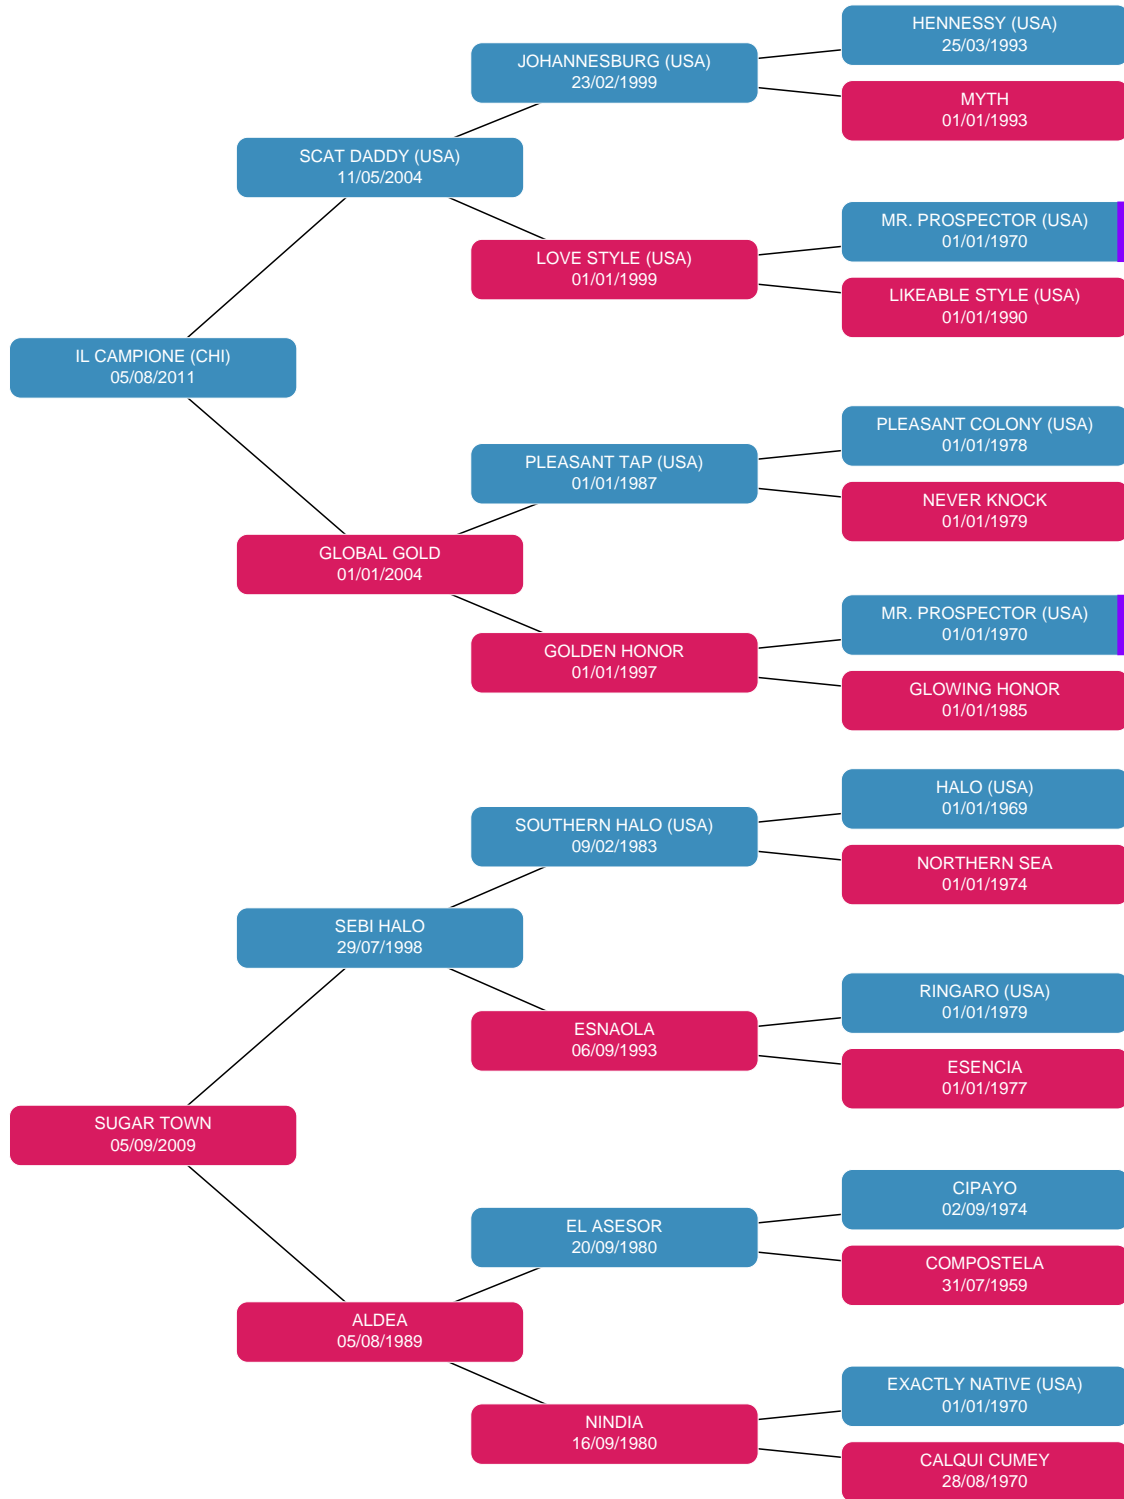 HENNESSY (USA)
25/03/1993
JOHANNESBURG (USA)
23/02/1999
MYTH
01/01/1993
SCAT DADDY (USA)
11/05/2004
MR. PROSPECTOR (USA)
01/01/1970
LOVE STYLE (USA)
01/01/1999
LIKEABLE STYLE (USA)
01/01/1990
IL CAMPIONE (CHI)
05/08/2011
PLEASANT COLONY (USA)
01/01/1978
PLEASANT TAP (USA)
01/01/1987
NEVER KNOCK
01/01/1979
GLOBAL GOLD
01/01/2004
MR. PROSPECTOR (USA)
01/01/1970
GOLDEN HONOR
01/01/1997
GLOWING HONOR
01/01/1985
HALO (USA)
01/01/1969
SOUTHERN HALO (USA)
09/02/1983
NORTHERN SEA
01/01/1974
SEBI HALO
29/07/1998
RINGARO (USA)
01/01/1979
ESNAOLA
06/09/1993
ESENCIA
01/01/1977
SUGAR TOWN
05/09/2009
CIPAYO
02/09/1974
EL ASESOR
20/09/1980
COMPOSTELA
31/07/1959
ALDEA
05/08/1989
EXACTLY NATIVE (USA)
01/01/1970
NINDIA
16/09/1980
CALQUI CUMEY
28/08/1970